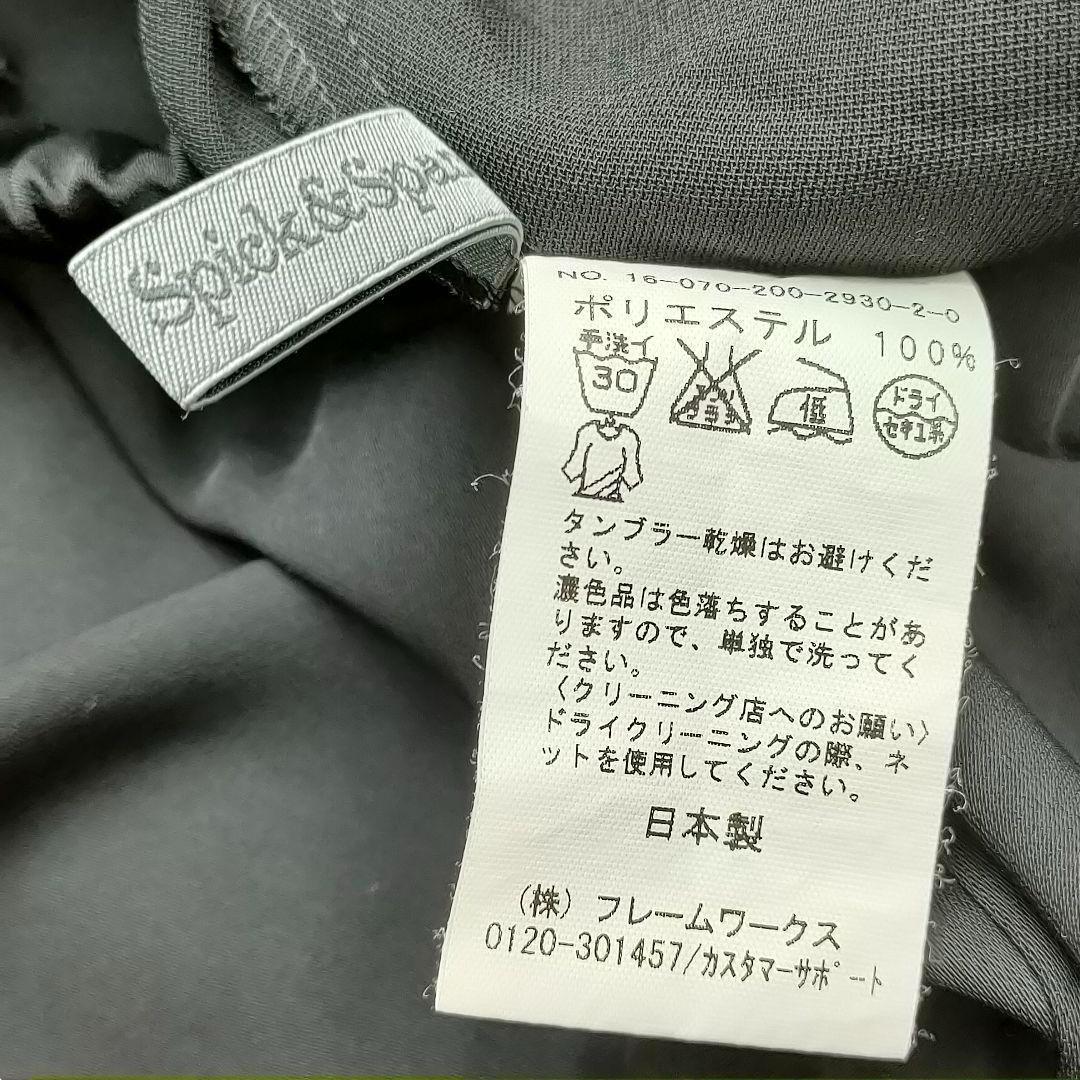 Spick&Spa
NO. 16-070-200-2930-2-0
ポリエステル 100%
手洗イ
30
低
ドライ
セキユ系
タンブラー乾燥はお避けくだ
さい。
濃色品は色落ちすることがあ
りますので、単独で洗ってく
ださい。
〈クリーニング店へのお願い〉
ドライクリーニングの際、ネ
ットを使用してください。
日本製
(株) フレームワークス
0120-301457/カスタマーサポート